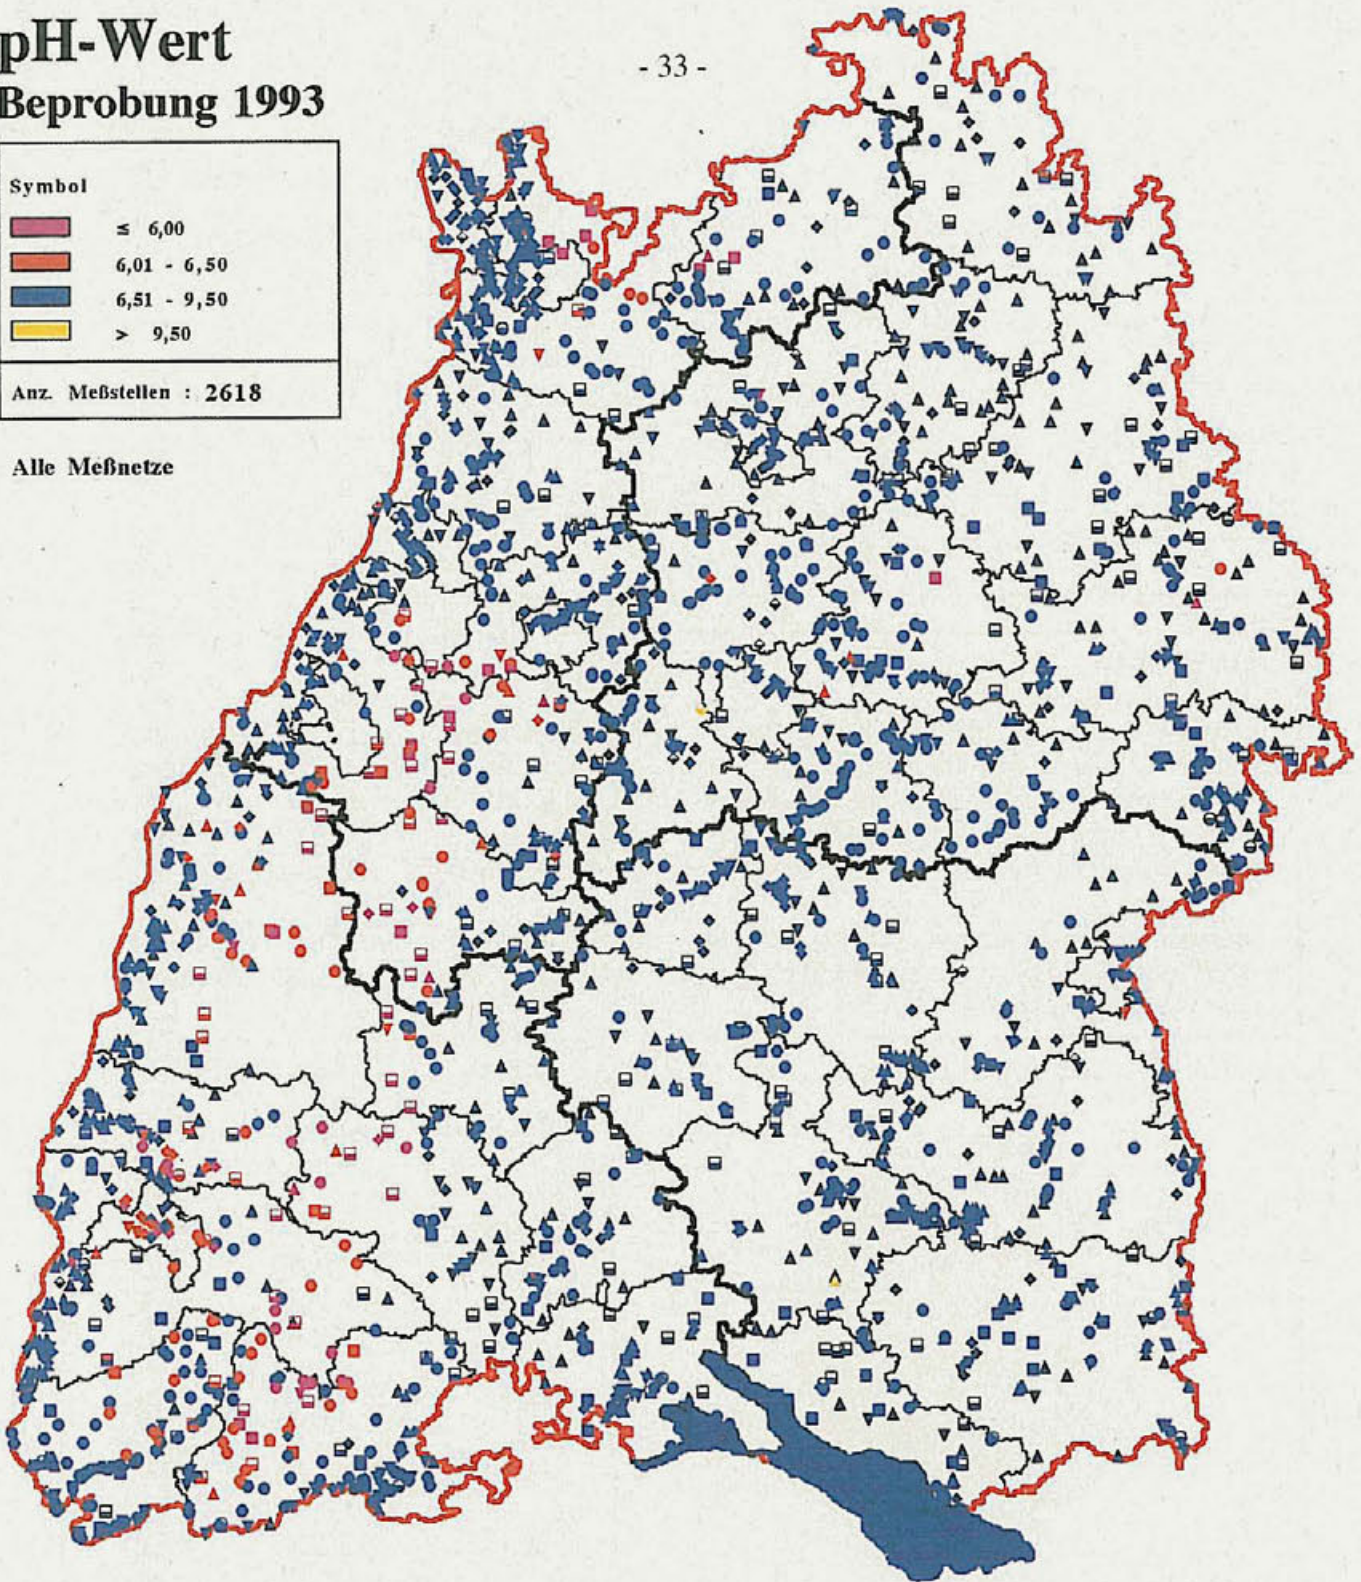 pH-Wert
Beprobung 1993
- 33 -
Symbol
≤ 6,00
6,01 - 6,50
6,51 - 9,50
> 9,50
Anz. Meßstellen : 2618
Alle Meßnetze